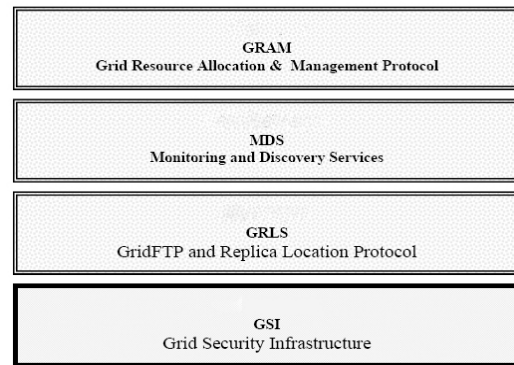 GRAM
Grid Resource Allocation & Management Protocol
MDS
Monitoring and Discovery Services
GRLS
GridFTP and Replica Location Protocol
GSI
Grid Security Infrastructure